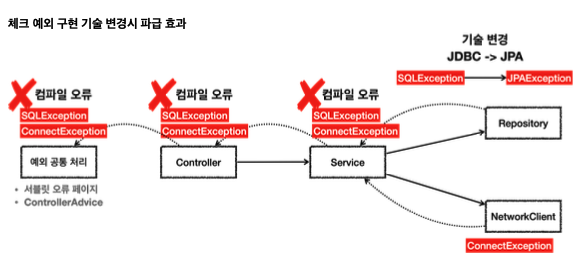 체크 예외 구현 기술 변경시 파급 효과
기술 변경
JDBC -> JPA
SQLException
JPAException
컴파일 오류
SQLException
ConnectException
컴파일 오류
SQLException
ConnectException
컴파일 오류
SQLException
ConnectException
Repository
예외 공통 처리
Controller
Service
• 서블릿 오류 페이지
• ControllerAdvice
NetworkClient
ConnectException